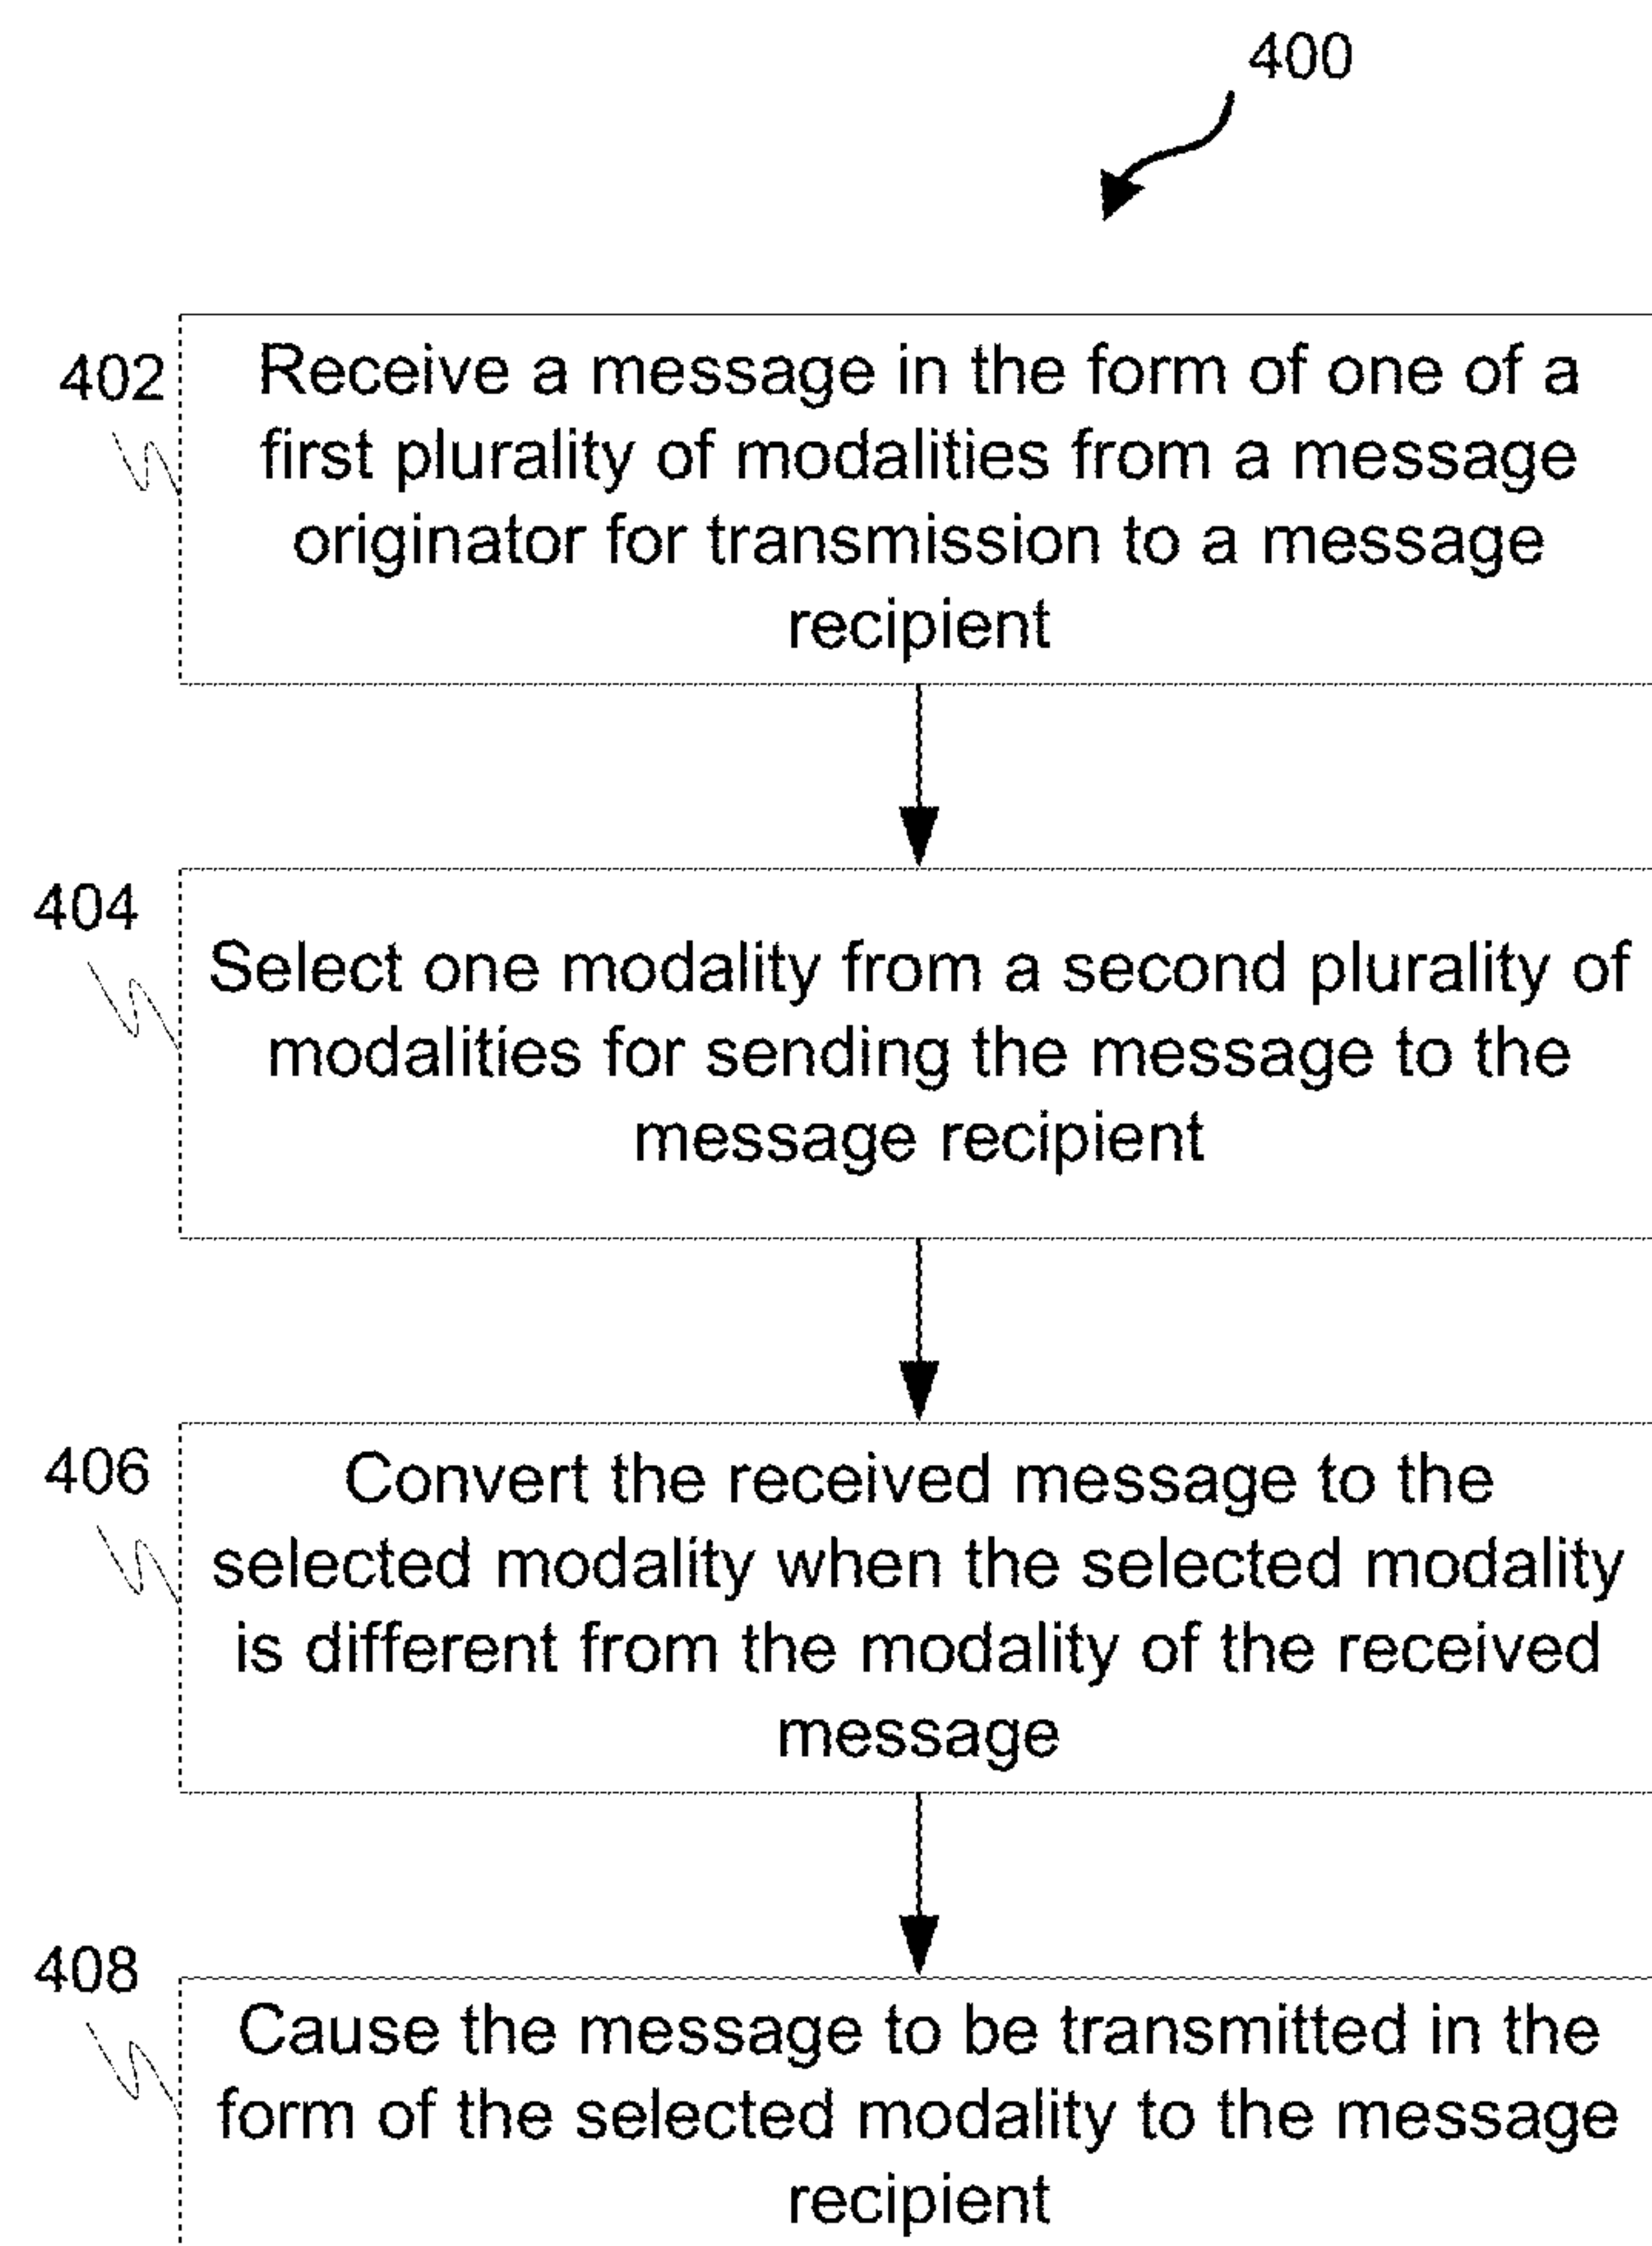 400
402
Receive a message in the form of one of a
first plurality of modalities from a message
originator for transmission to a message
recipient
404
Select one modality from a second plurality of
modalities for sending the message to the
message recipient
406
Convert the received message to the
selected modality when the selected modality
is different from the modality of the received
message
408
Cause the message to be transmitted in the
form of the selected modality to the message
recipient